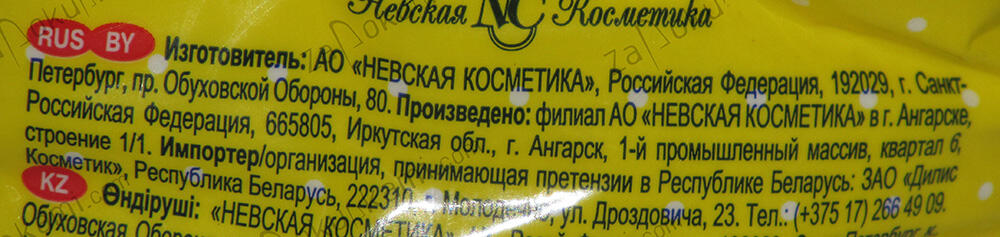 Невская NC Косметика
RUS BY Изготовитель: АО «НЕВСКАЯ КОСМЕТИКА», Российская Федерация, 192029, г. Санкт-
Петербург, пр. Обуховской Обороны, 80. Произведено: филиал АО «НЕВСКАЯ КОСМЕТИКА» в г. Ангарске,
Российская Федерация, 665805, Иркутская обл., г. Ангарск, 1-й промышленный массив, квартал 6,
строение 1/1. Импортер/организация, принимающая претензии в Республике Беларусь: ЗАО «Дилис
Косметик», Республика Беларусь, 222310, г. Молодечно, ул. Дроздовича, 23. Тел.: (+375 17) 266 49 09.
KZ Өндіруші: «НЕВСКАЯ КОСМЕТИКА»
Обуховская